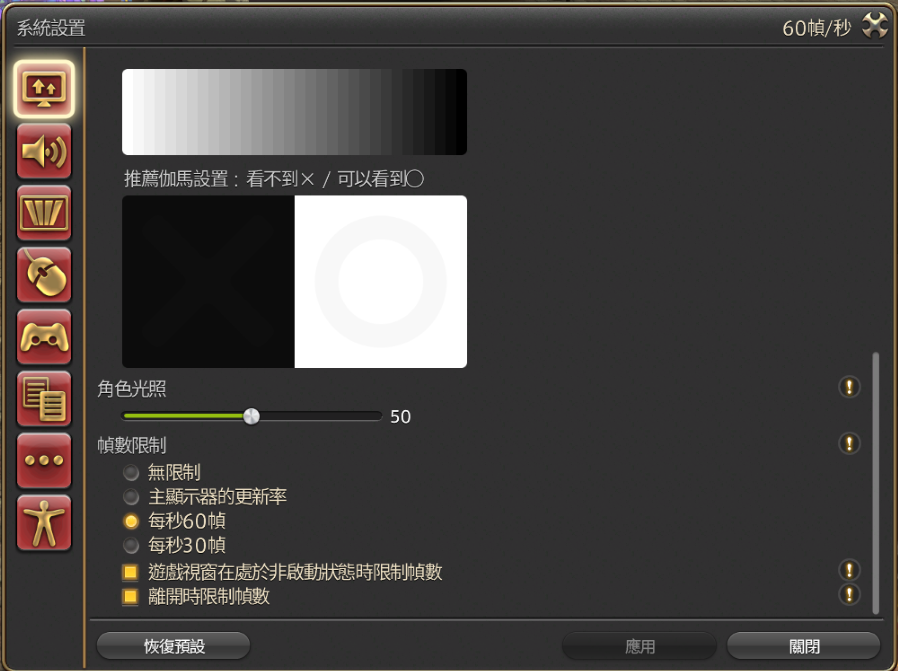 系統設置
60幀/秒
推薦伽馬設置：看不到× / 可以看到○
角色光照
50
幀數限制
無限制
主顯示器的更新率
每秒60幀
每秒30幀
遊戲視窗在處於非啟動狀態時限制幀數
離開時限制幀數
恢復預設
應用
關閉